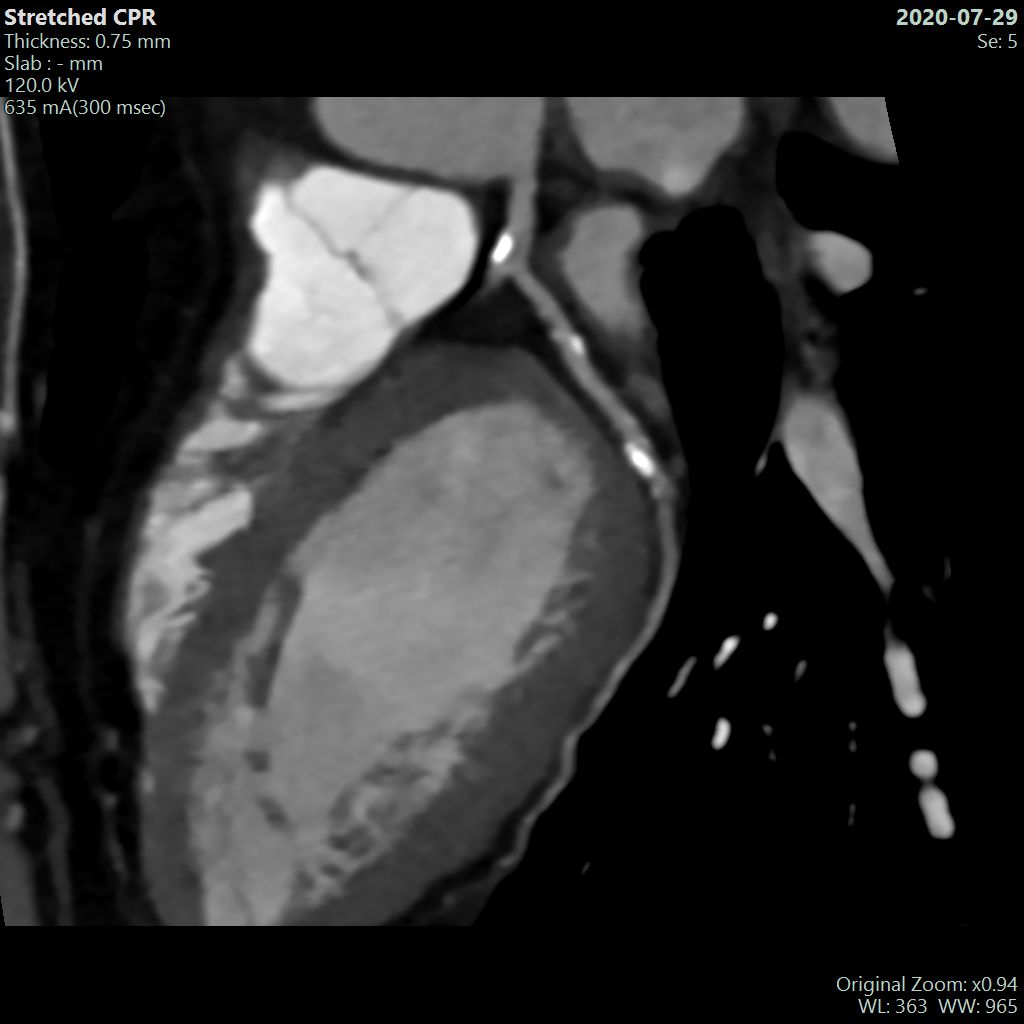 Stretched CPR
Thickness: 0.75 mm
Slab : - mm
120.0 kV
635 mA(300 msec)
2020-07-29
Se: 5
Original Zoom: x0.94
WL: 363 WW: 965